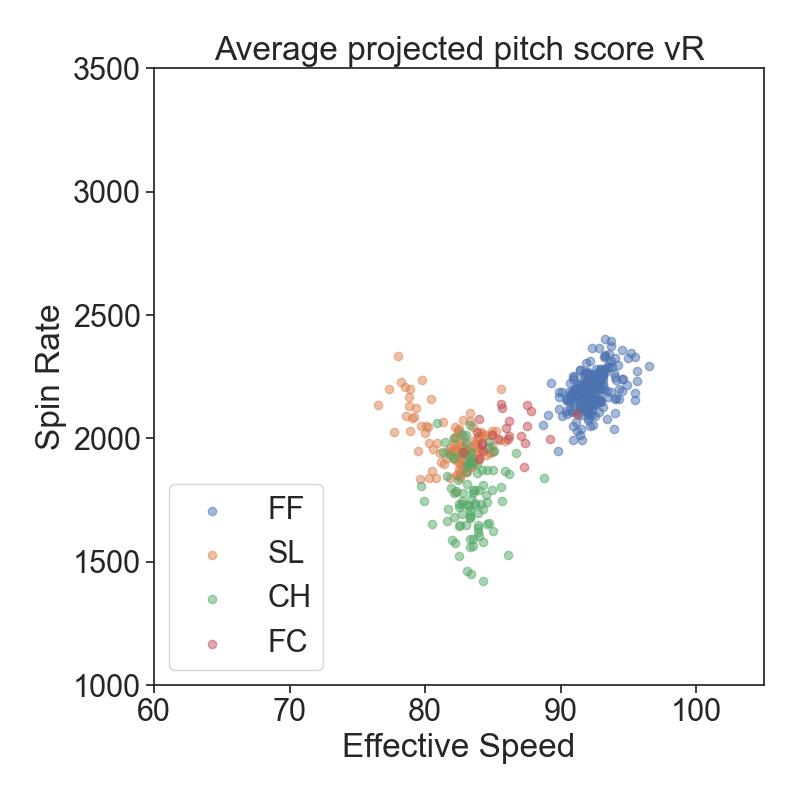 Average projected pitch score vR
3500
3000
2500
2000
1500
1000
Spin Rate
FF
SL
CH
FC
60 70 80 90 100
Effective Speed